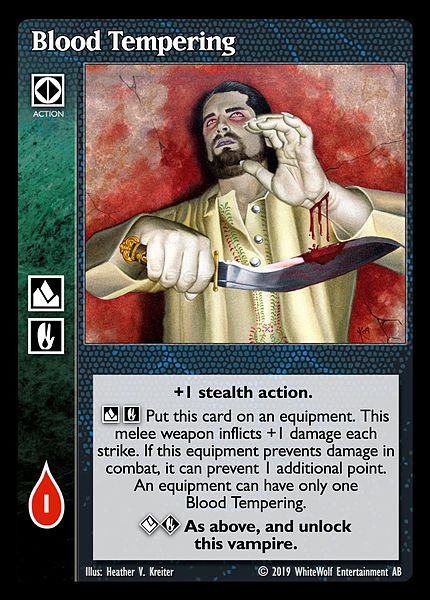 Blood Tempering
ACTION
+1 stealth action.
Put this card on an equipment. This
melee weapon inflicts +1 damage each
strike. If this equipment prevents damage in
combat, it can prevent 1 additional point.
An equipment can have only one
Blood Tempering.
As above, and unlock
this vampire.
1
Illus: Heather V. Kreiter
© 2019 WhiteWolf Entertainment AB